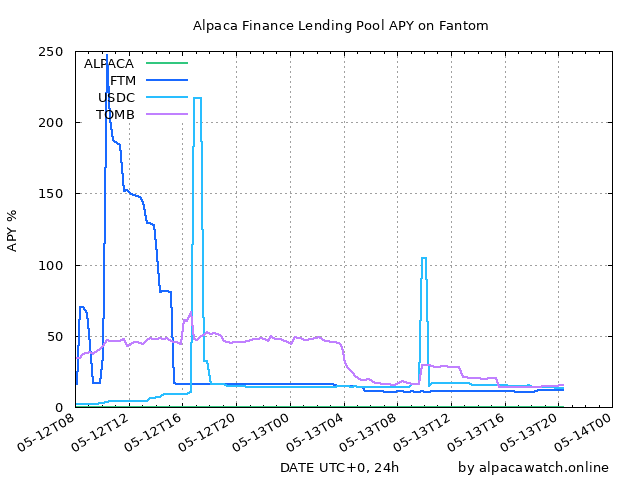 Alpaca Finance Lending Pool APY on Fantom
250
200
150
100
50
0
APY %
ALPACA
FTM
USDC
TOMB
05-12T08
05-12T12
05-12T16
05-12T20
05-13T00
05-13T04
05-13T08
05-13T12
05-13T16
05-13T20
05-14T00
DATE UTC+0, 24h
by alpacawatch.online